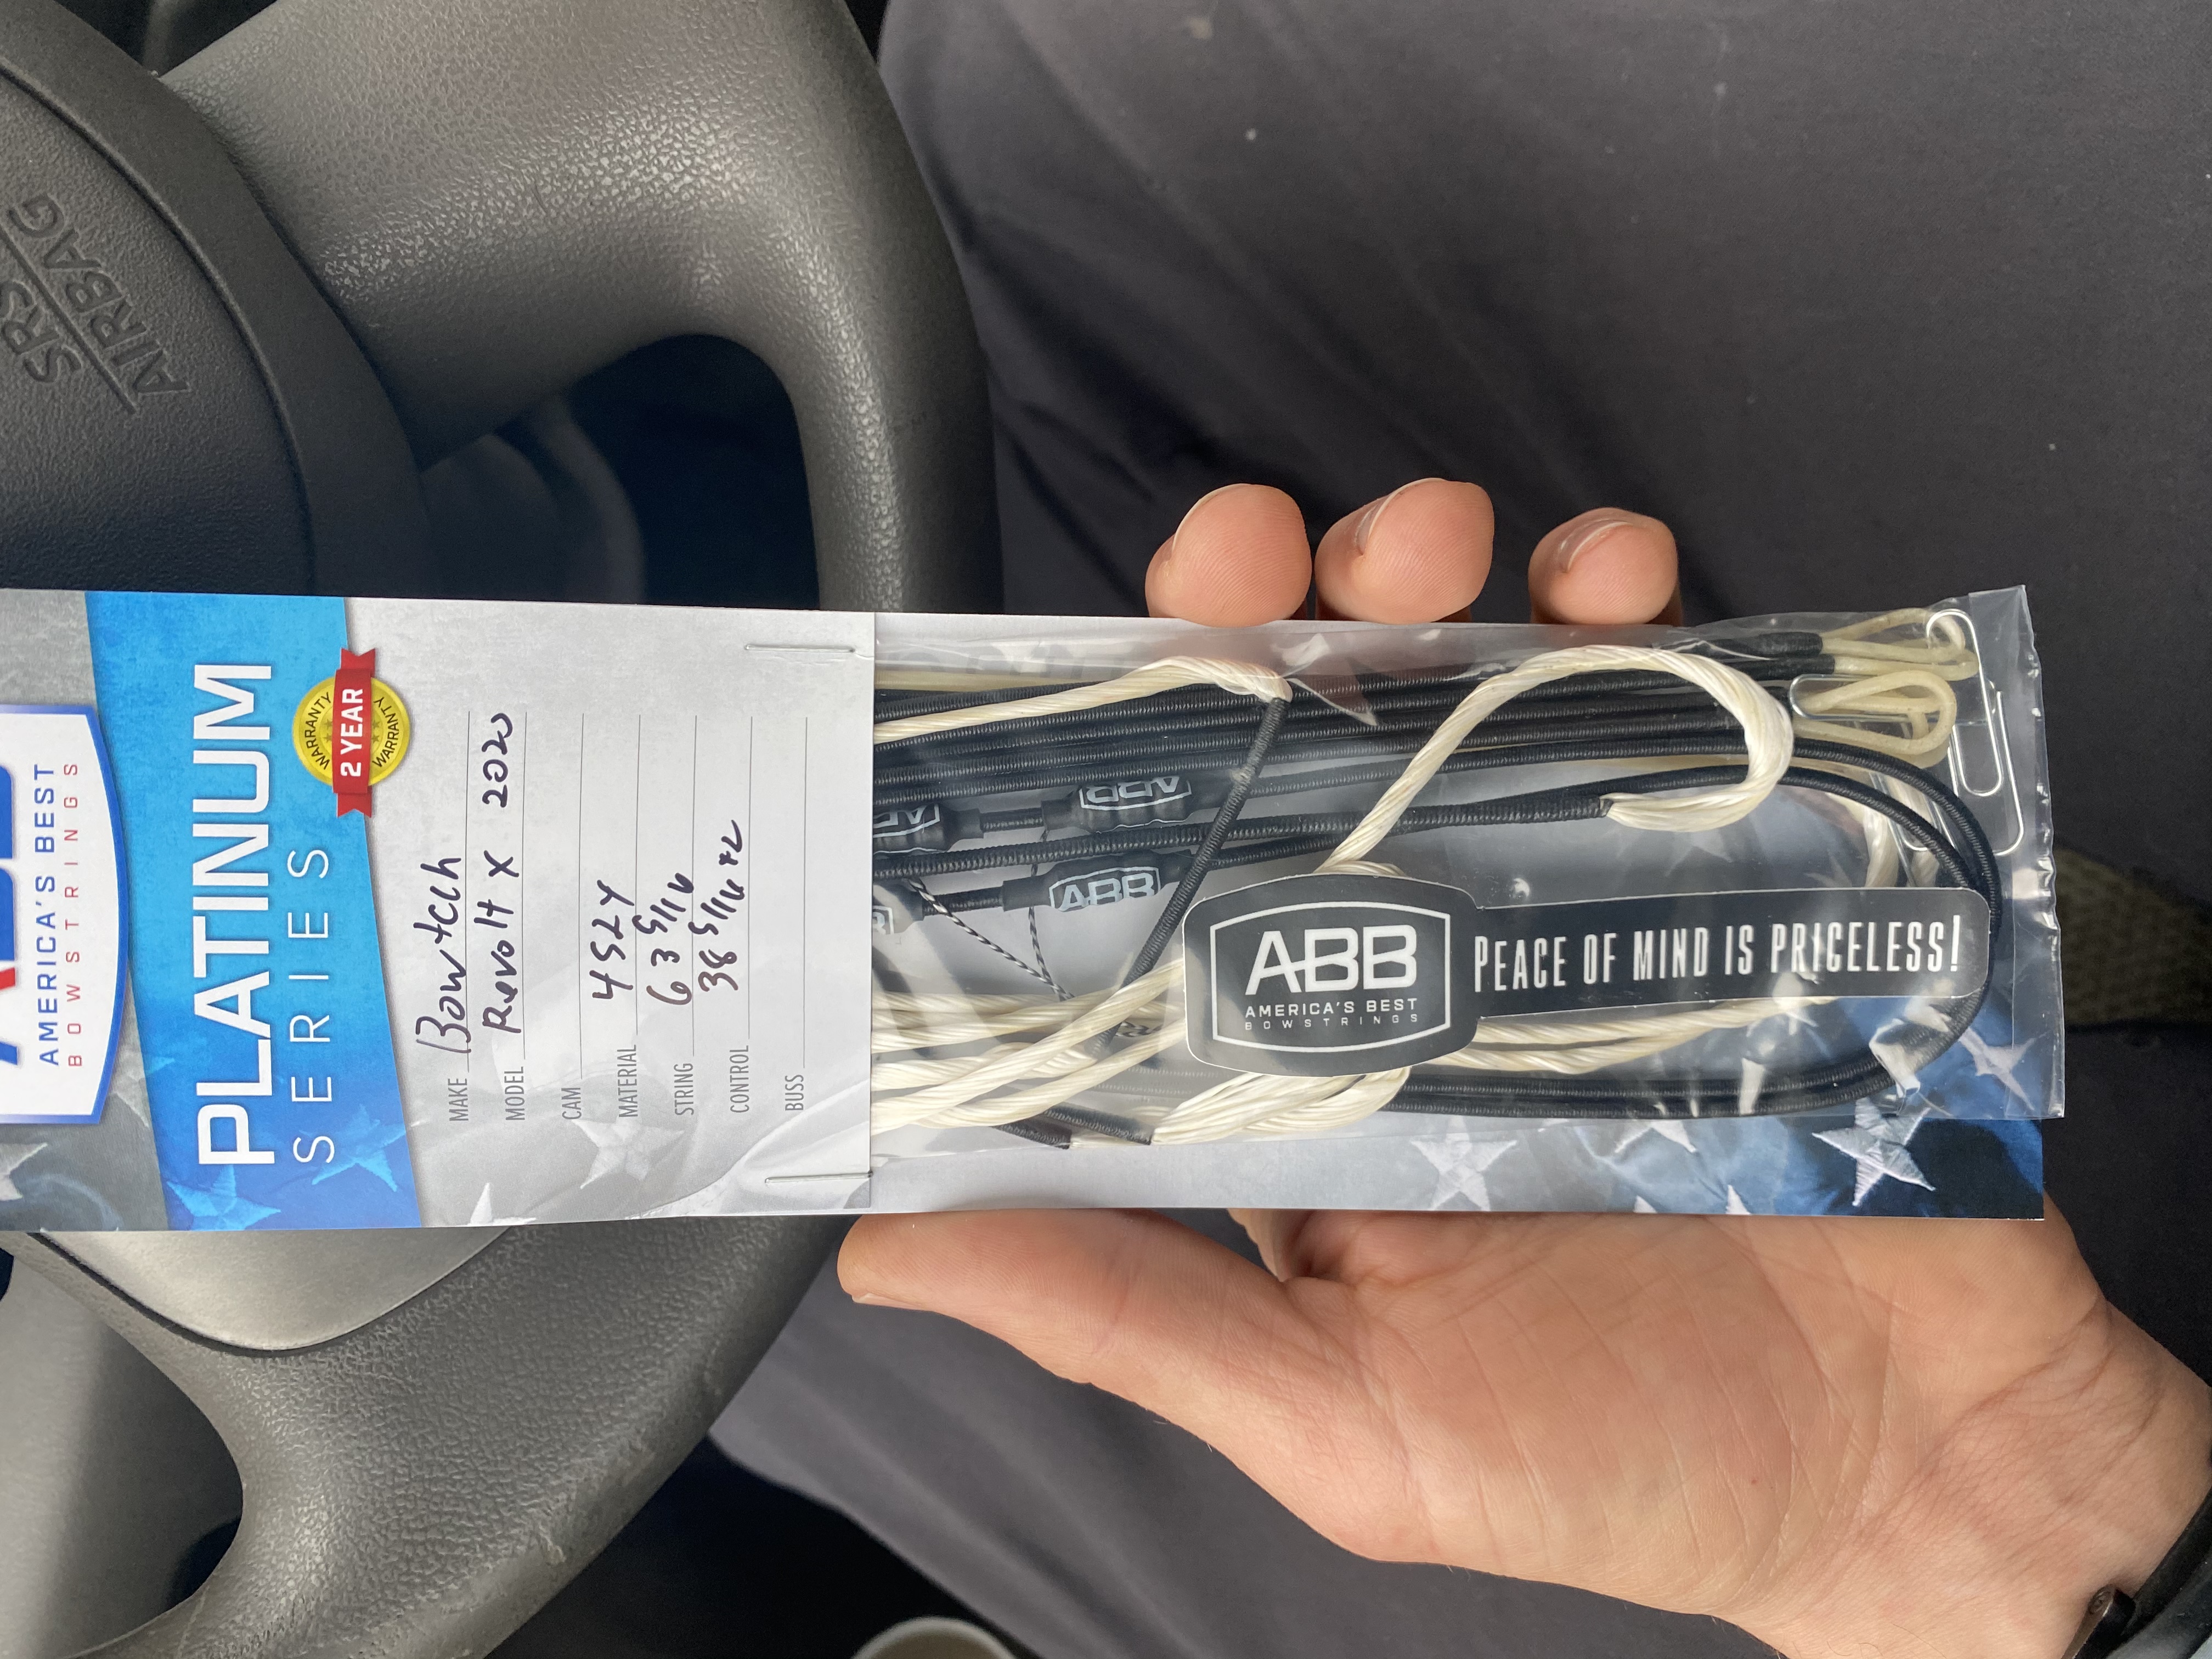 SRS
AIRBAG
AMERICA'S BEST
BOWSTRINGS
PLATINUM
SERIES
WARRANTY
2 YEAR
WARRANTY
MAKE Bowtech
MODEL Revolt X 2020
CAM
MATERIAL 452Y
STRING 63 5/16
CONTROL 38 5/16 x2
BUSS
ABB
ABB
AMERICA'S BEST
BOWSTRINGS
PEACE OF MIND IS PRICELESS!